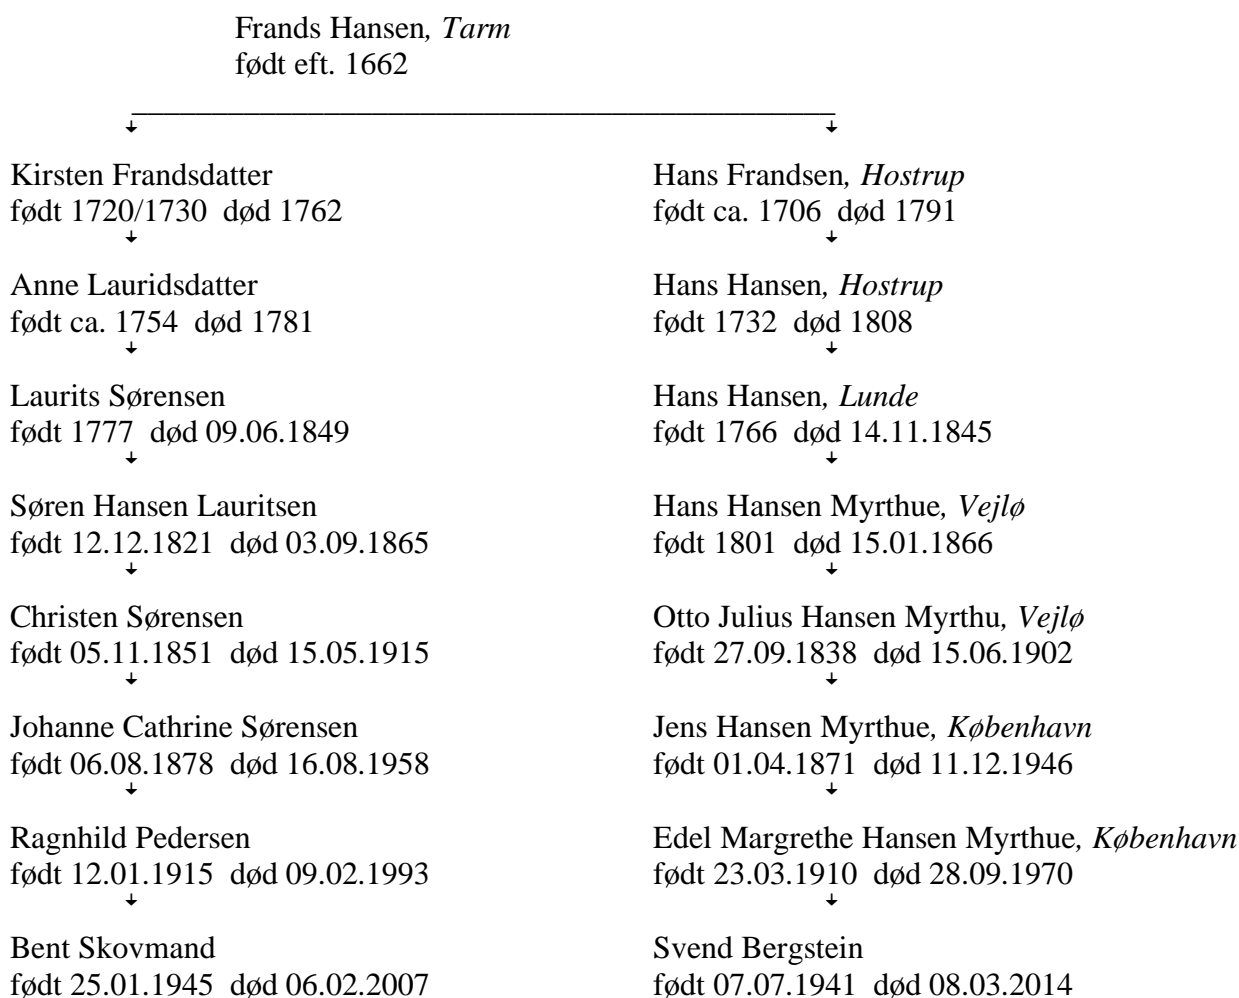 Frands Hansen, Tarm
født eft. 1662
Kirsten Frandsdatter
født 1720/1730 død 1762
Hans Frandsen, Hostrup
født ca. 1706 død 1791
Anne Lauridsdatter
født ca. 1754 død 1781
Hans Hansen, Hostrup
født 1732 død 1808
Laurits Sørensen
født 1777 død 09.06.1849
Hans Hansen, Lunde
født 1766 død 14.11.1845
Søren Hansen Lauritsen
født 12.12.1821 død 03.09.1865
Hans Hansen Myrthue, Vejlø
født 1801 død 15.01.1866
Christen Sørensen
født 05.11.1851 død 15.05.1915
Otto Julius Hansen Myrthu, Vejlø
født 27.09.1838 død 15.06.1902
Johanne Cathrine Sørensen
født 06.08.1878 død 16.08.1958
Jens Hansen Myrthue, København
født 01.04.1871 død 11.12.1946
Ragnhild Pedersen
født 12.01.1915 død 09.02.1993
Edel Margrethe Hansen Myrthue, København
født 23.03.1910 død 28.09.1970
Bent Skovmand
født 25.01.1945 død 06.02.2007
Svend Bergstein
født 07.07.1941 død 08.03.2014